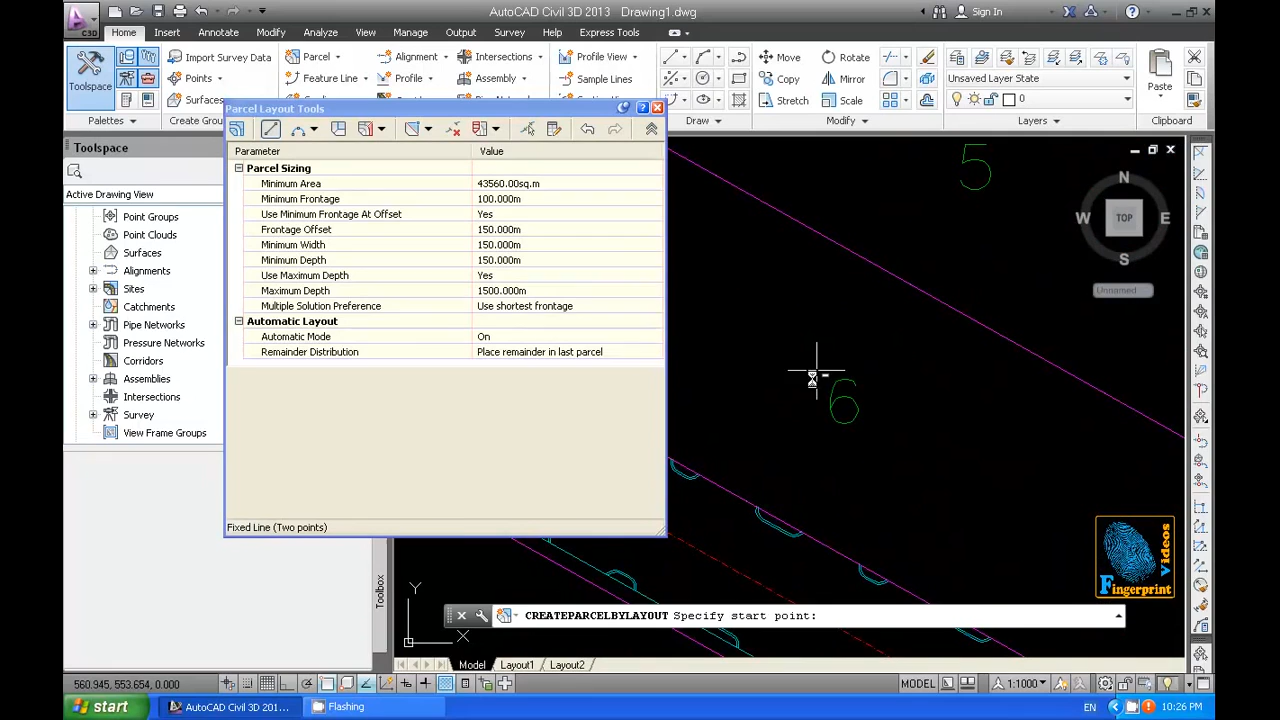 AutoCAD Civil 3D 2013 Drawing1.dwg
Sign In
C3D
Home Insert Annotate Modify Analyze View Manage Output Survey Help Express Tools
Toolspace
Palettes
Import Survey Data
Points
Surfaces
Create Grou
Parcel
Feature Line
Alignment
Profile
Intersections
Assembly
Profile View
Sample Lines
Draw
Move
Copy
Stretch
Rotate
Mirror
Scale
Modify
Unsaved Layer State
0
Layers
Paste
Clipboard
Toolspace
Active Drawing View
Point Groups
Point Clouds
Surfaces
Alignments
Sites
Catchments
Pipe Networks
Pressure Networks
Corridors
Assemblies
Intersections
Survey
View Frame Groups
Toolbox
Parcel Layout Tools
Parameter Value
Parcel Sizing
Minimum Area 43560.00sq.m
Minimum Frontage 100.000m
Use Minimum Frontage At Offset Yes
Frontage Offset 150.000m
Minimum Width 150.000m
Minimum Depth 150.000m
Use Maximum Depth Yes
Maximum Depth 1500.000m
Multiple Solution Preference Use shortest frontage
Automatic Layout
Automatic Mode On
Remainder Distribution Place remainder in last parcel
Fixed Line (Two points)
5
6
N
W TOP E
S
Unnamed
Fingerprint
Videos
Y
X
CREATEPARCELBYLAYOUT Specify start point:
Model Layout1 Layout2
560.945, 553.654, 0.000
MODEL
1:1000
start
AutoCAD Civil 3D 201...
Flashing
EN
10:26 PM